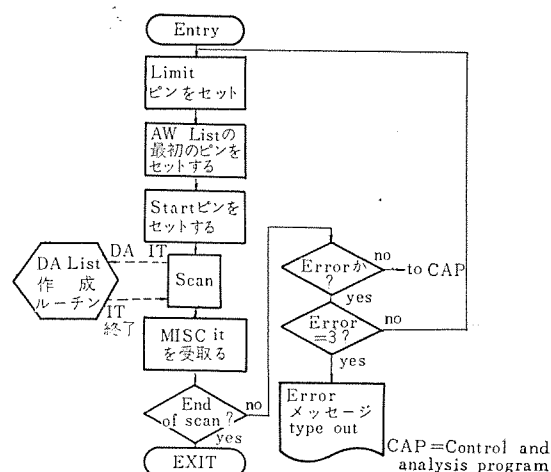 Entry
Limit
ピンをセット
AW Listの
最初のピンを
セットする
Startピンを
セットする
DA IT
DA List
作成
ルーチン
Scan
IT
終了
MISC it
を受取る
End
of scan?
no
yes
EXIT
Errorか
?
no
to CAP
yes
Error
=3?
no
yes
Error
メッセージ
type out
CAP=Control and
analysis program